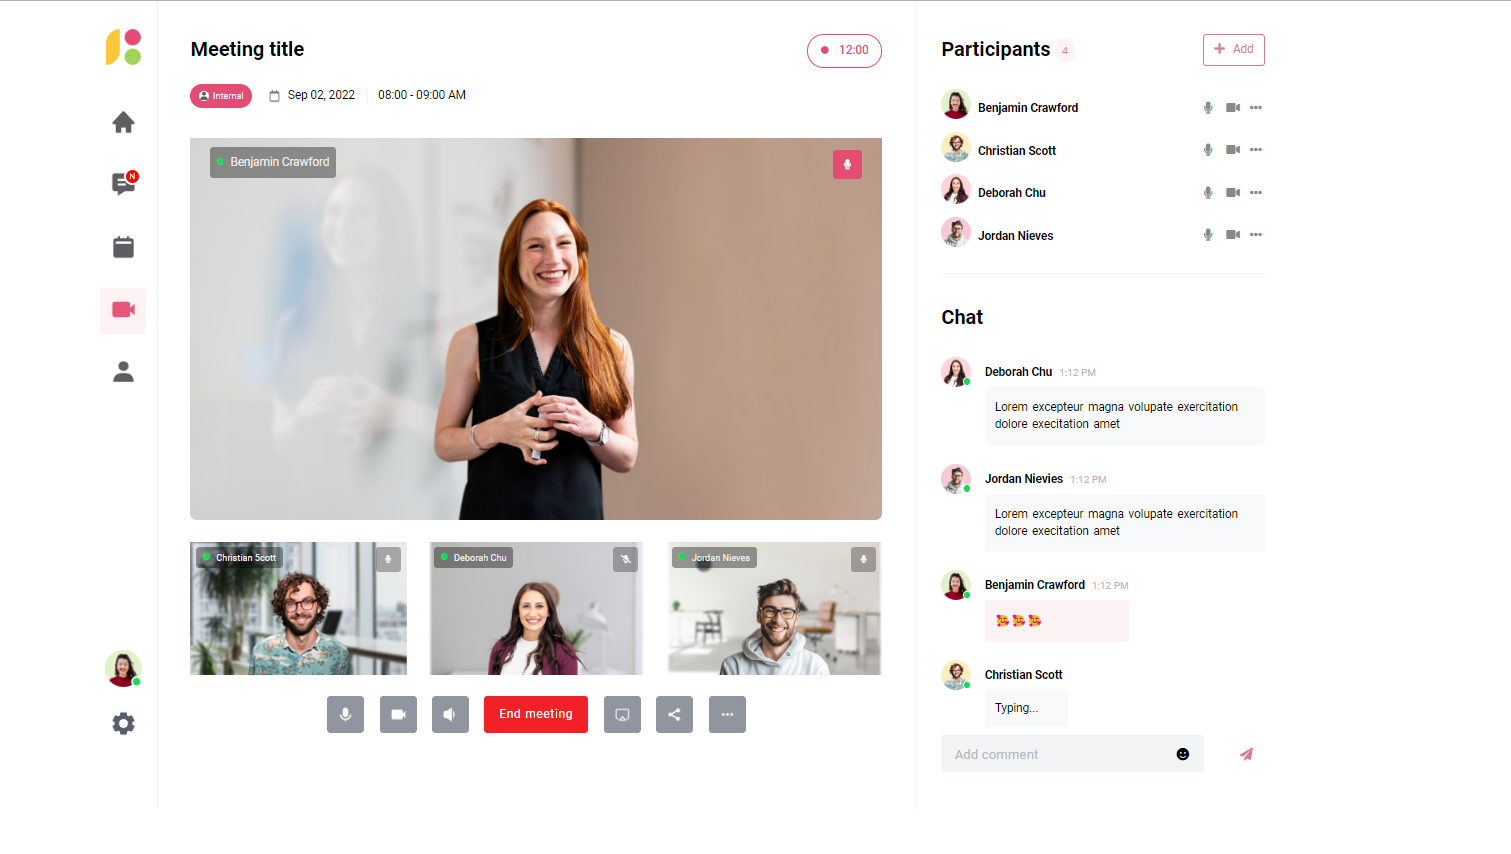 Meeting title
12:00
Internal
Sep 02, 2022
08:00 - 09:00 AM
N
Benjamin Crawford
Christian Scott
Deborah Chu
Jordan Nieves
End meeting
Participants 4
Add
Benjamin Crawford
Christian Scott
Deborah Chu
Jordan Nieves
Chat
Deborah Chu 1:12 PM
Lorem excepteur magna volupate exercitation
dolore execitation amet
Jordan Nievies 1:12 PM
Lorem excepteur magna volupate exercitation
dolore execitation amet
Benjamin Crawford 1:12 PM
🥰🥰🥰
Christian Scott
Typing...
Add comment